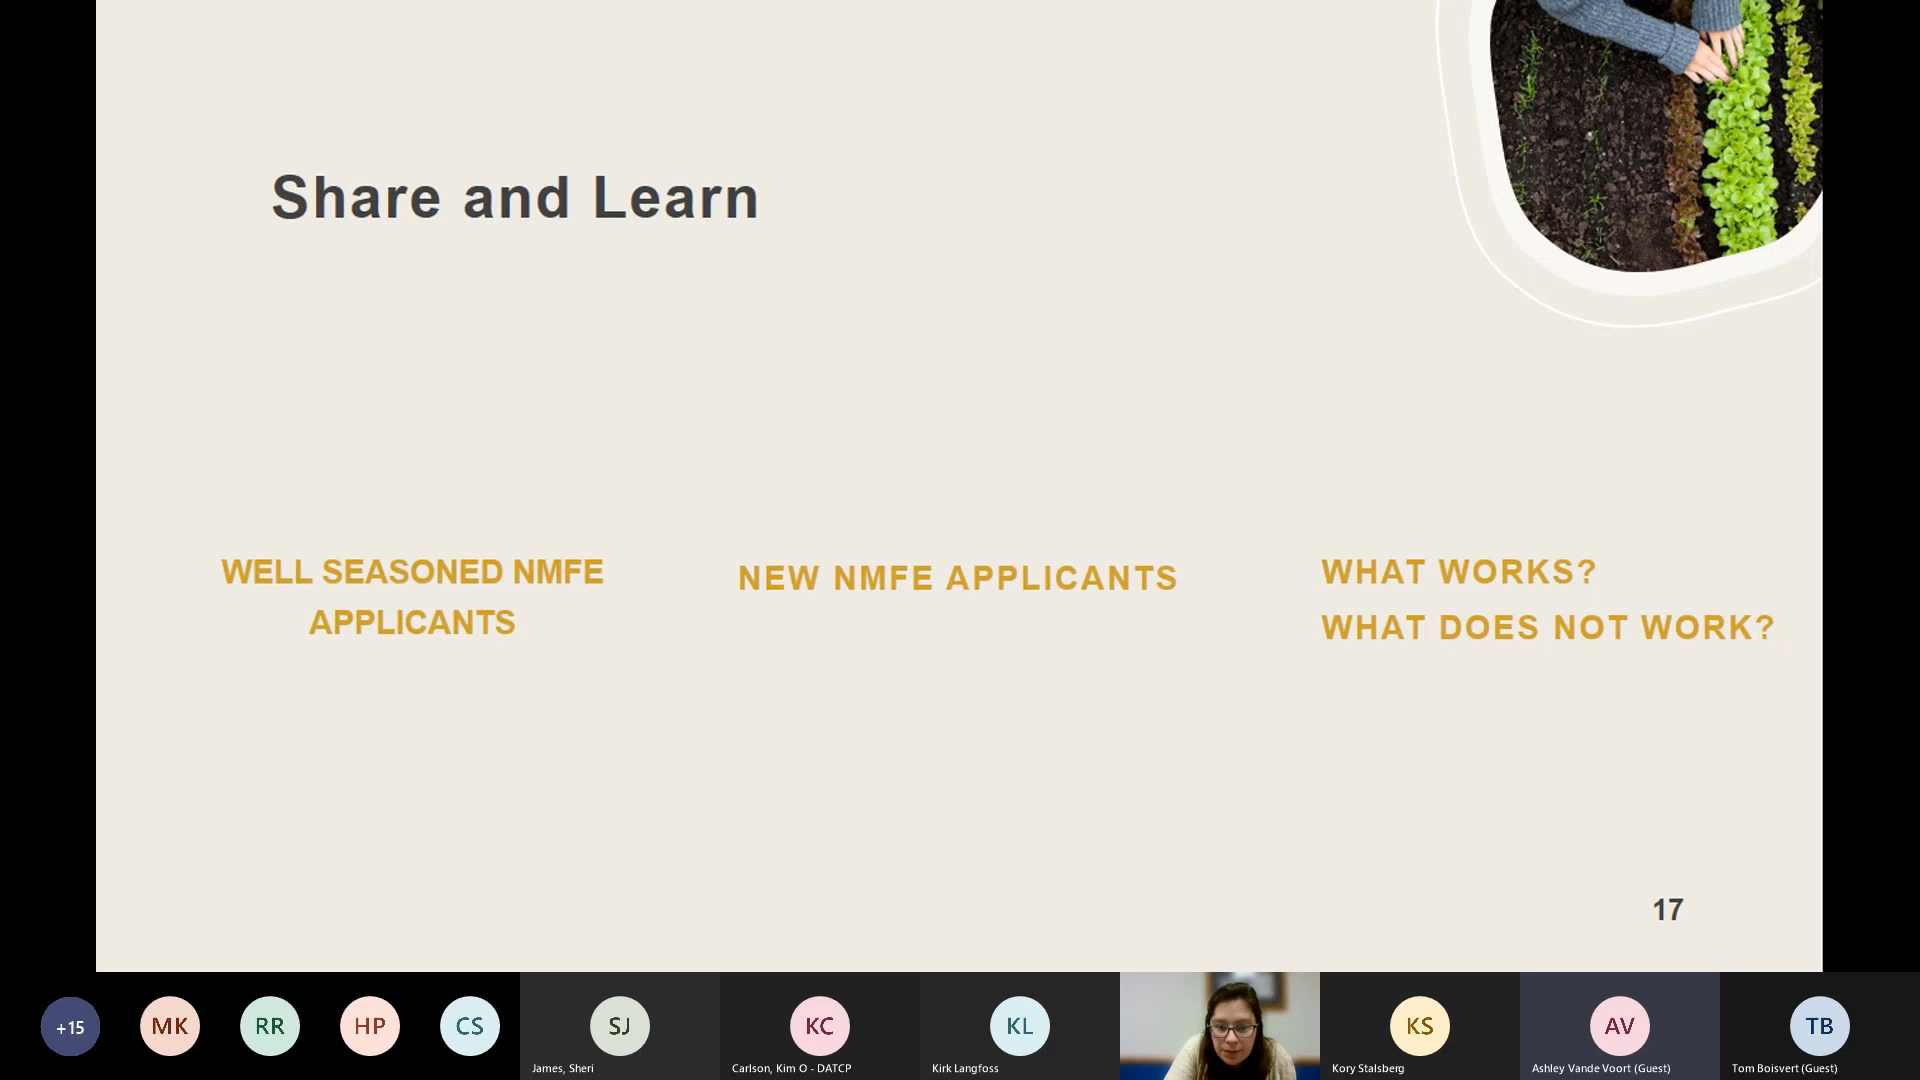 Share and Learn
WELL SEASONED NMFE
APPLICANTS
NEW NMFE APPLICANTS
WHAT WORKS?
WHAT DOES NOT WORK?
17
+15
MK
RR
HP
CS
SJ
James, Sheri
KC
Carlson, Kim O - DATCP
KL
Kirk Langfoss
KS
Kory Stalsberg
AV
Ashley Vande Voort (Guest)
TB
Tom Boisvert (Guest)